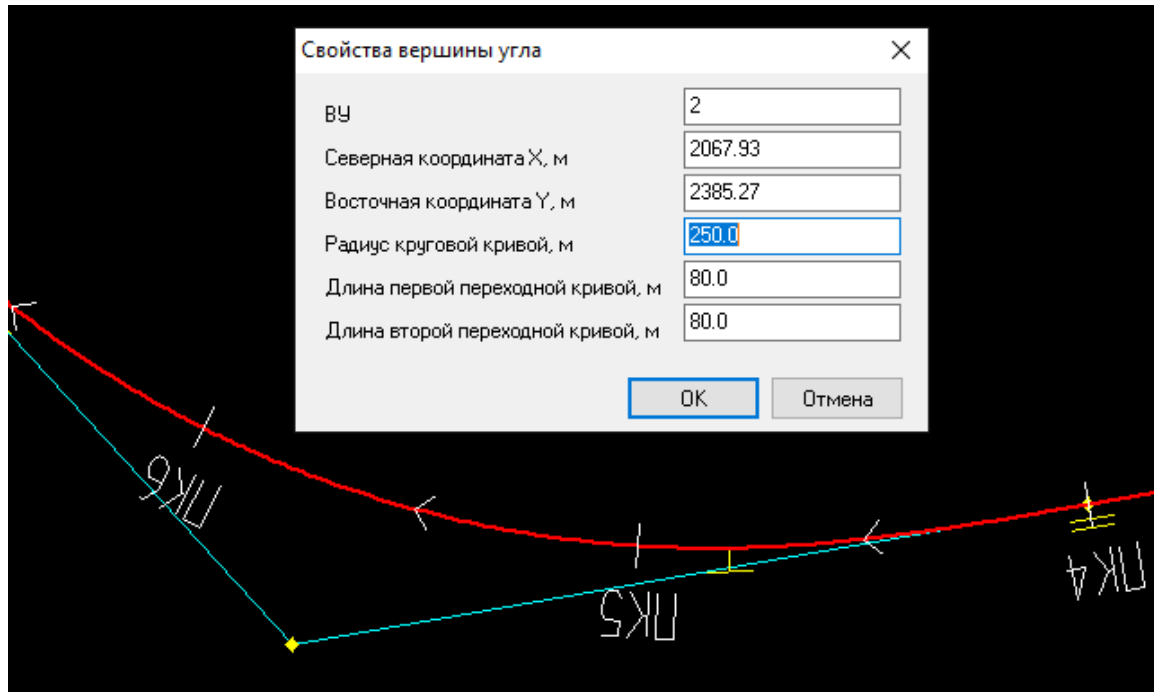 Свойства вершины угла
ВУ 2
Северная координата X, м 2067.93
Восточная координата Y, м 2385.27
Радиус круговой кривой, м 250.0
Длина первой переходной кривой, м 80.0
Длина второй переходной кривой, м 80.0
OK Отмена
ПК6
ПК5
ПК4